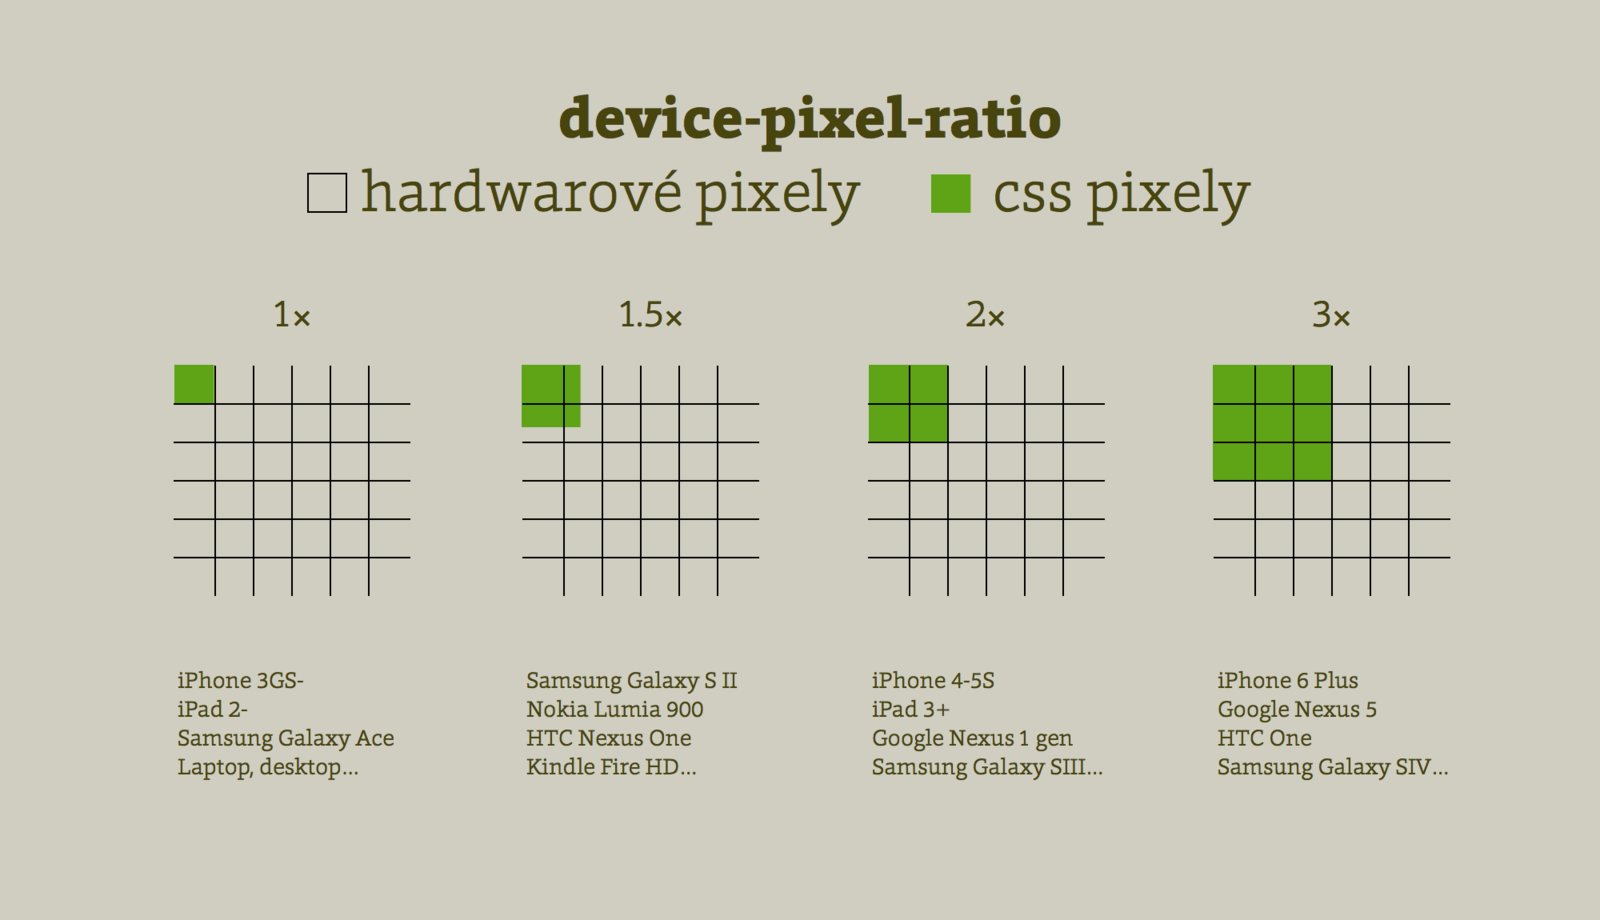 device-pixel-ratio
hardwarové pixely
css pixely
1×
1.5×
2×
3×
iPhone 3GS-
iPad 2-
Samsung Galaxy Ace
Laptop, desktop...
Samsung Galaxy S II
Nokia Lumia 900
HTC Nexus One
Kindle Fire HD...
iPhone 4-5S
iPad 3+
Google Nexus 1 gen
Samsung Galaxy SIII...
iPhone 6 Plus
Google Nexus 5
HTC One
Samsung Galaxy SIV...